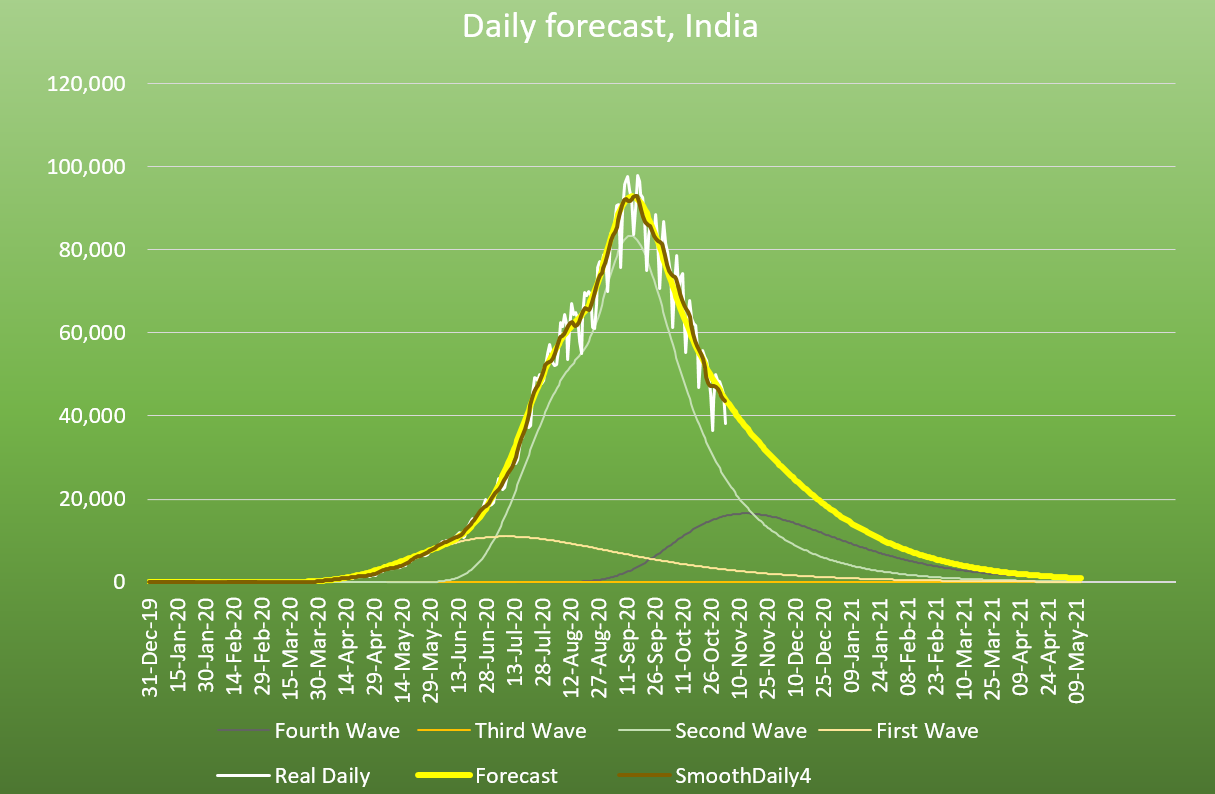 Daily forecast, India
120,000
100,000
80,000
60,000
40,000
20,000
0
31-Dec-19
15-Jan-20
30-Jan-20
14-Feb-20
29-Feb-20
15-Mar-20
30-Mar-20
14-Apr-20
29-Apr-20
14-May-20
29-May-20
13-Jun-20
28-Jun-20
13-Jul-20
28-Jul-20
12-Aug-20
27-Aug-20
11-Sep-20
26-Sep-20
11-Oct-20
26-Oct-20
10-Nov-20
25-Nov-20
10-Dec-20
25-Dec-20
09-Jan-21
24-Jan-21
08-Feb-21
23-Feb-21
10-Mar-21
25-Mar-21
09-Apr-21
24-Apr-21
09-May-21
Fourth Wave Third Wave Second Wave First Wave
Real Daily Forecast SmoothDaily4